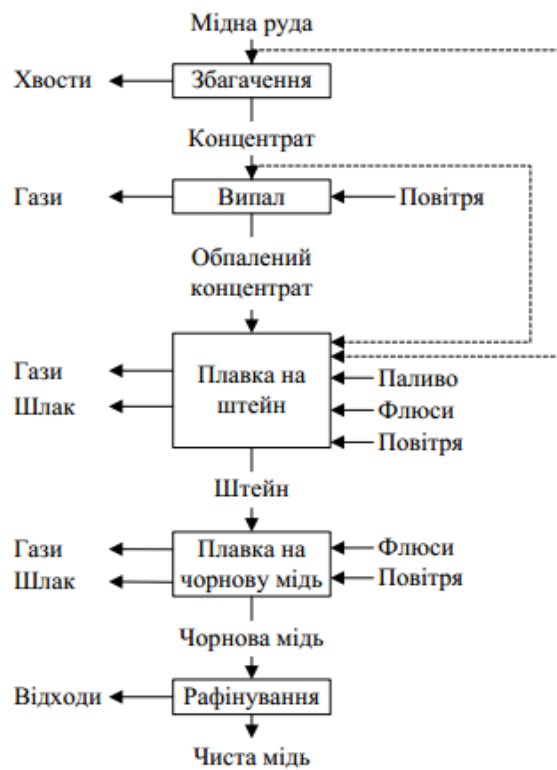 Мідна руда
Хвости
Збагачення
Концентрат
Гази
Випал
Повітря
Обпалений
концентрат
Гази
Шлак
Плавка на
штейн
Паливо
Флюси
Повітря
Штейн
Гази
Шлак
Плавка на
чорнову мідь
Флюси
Повітря
Чорнова мідь
Відходи
Рафінування
Чиста мідь